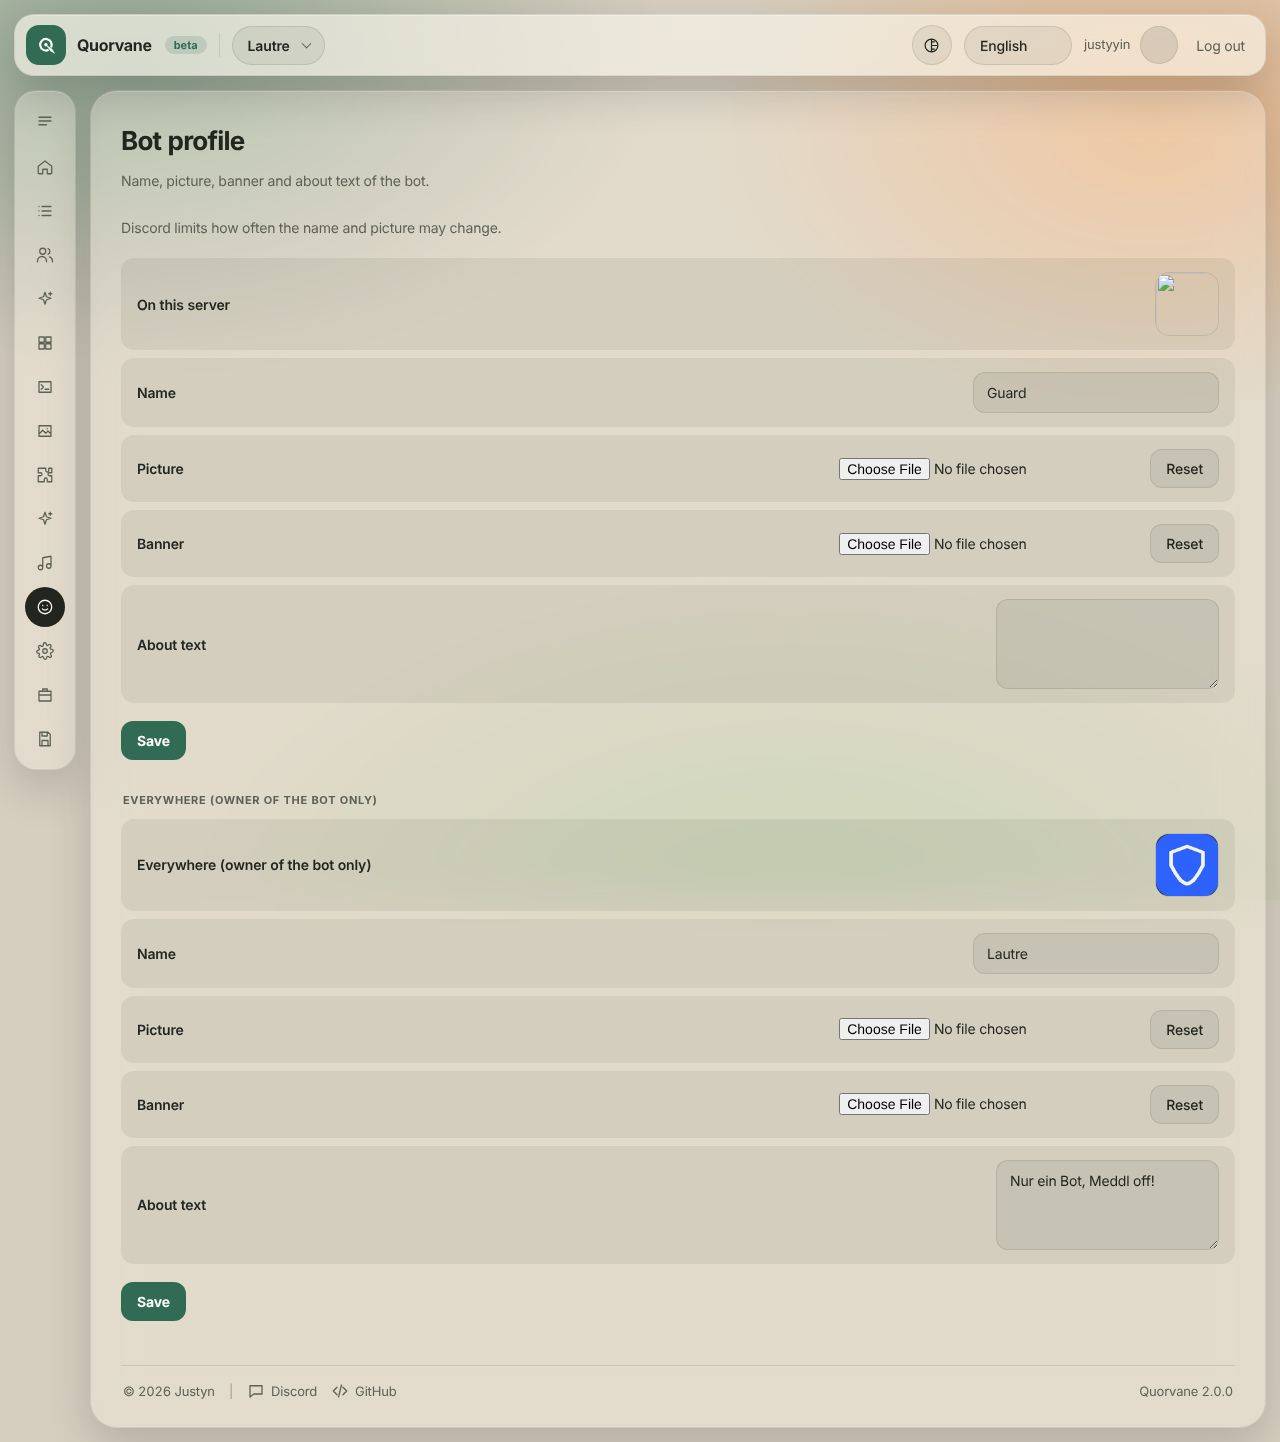 Quorvane beta Lautre English justyyin Log out
Bot profile
Name, picture, banner and about text of the bot.
Discord limits how often the name and picture may change.
On this server
Name Guard
Picture Choose File No file chosen Reset
Banner Choose File No file chosen Reset
About text
Save
EVERYWHERE (OWNER OF THE BOT ONLY)
Everywhere (owner of the bot only)
Name Lautre
Picture Choose File No file chosen Reset
Banner Choose File No file chosen Reset
About text Nur ein Bot, Meddl off!
Save
© 2026 Justyn Discord GitHub Quorvane 2.0.0